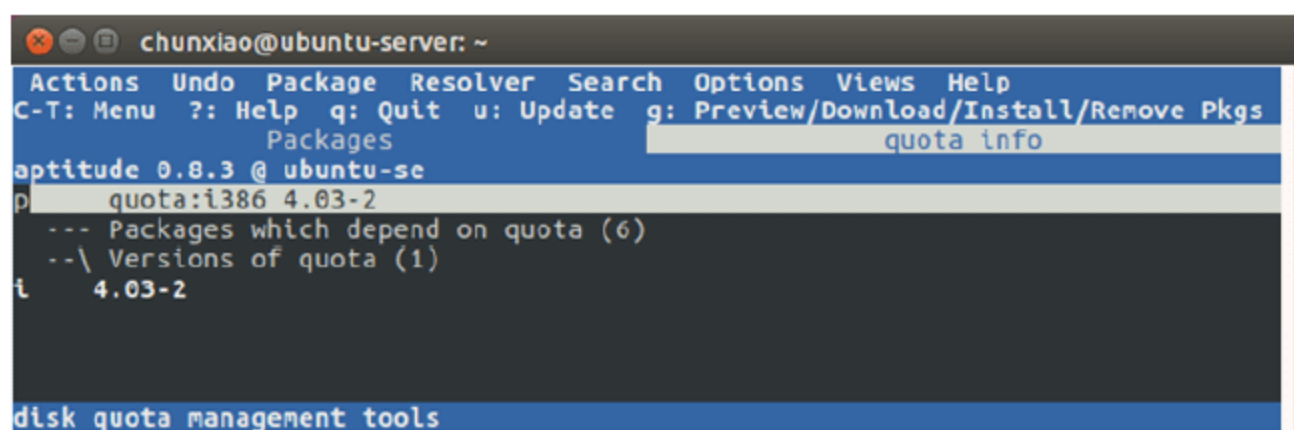 chunxiao@ubuntu-server: ~
Actions Undo Package Resolver Search Options Views Help
C-T: Menu ?: Help q: Quit u: Update g: Preview/Download/Install/Remove Pkgs
Packages quota info
aptitude 0.8.3 @ ubuntu-se
p quota:i386 4.03-2
--- Packages which depend on quota (6)
--\ Versions of quota (1)
i 4.03-2
disk quota management tools